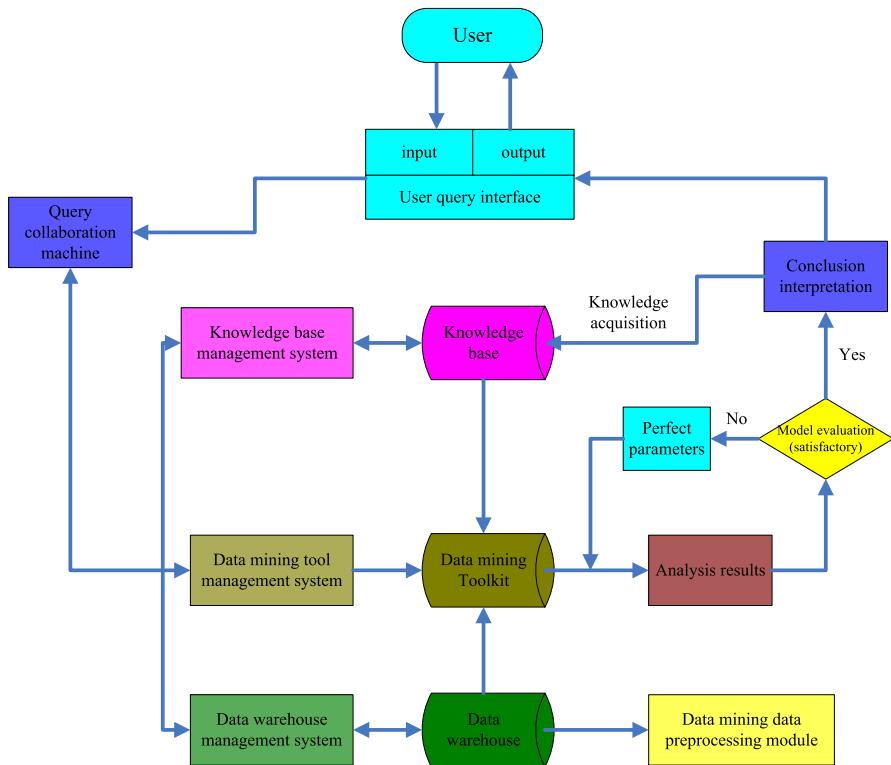 User
input
output
User query interface
Query
collaboration
machine
Conclusion
interpretation
Knowledge
acquisition
Knowledge base
management system
Knowledge
base
Yes
No
Perfect
parameters
Model evaluation
(satisfactory)
Data mining tool
management system
Data mining
Toolkit
Analysis results
Data warehouse
management system
Data
warehouse
Data mining data
preprocessing module